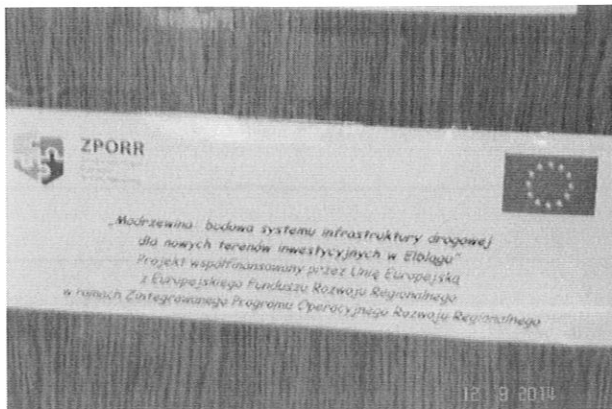 ZPORR
„Modrzewina: budowa systemu infrastruktury drogowej
dla nowych terenów inwestycyjnych w Elblągu"
Projekt współfinansowany przez Unię Europejską
z Europejskiego Funduszu Rozwoju Regionalnego
w ramach Zintegrowanego Programu Operacyjnego Rozwoju Regionalnego
12 9 2014